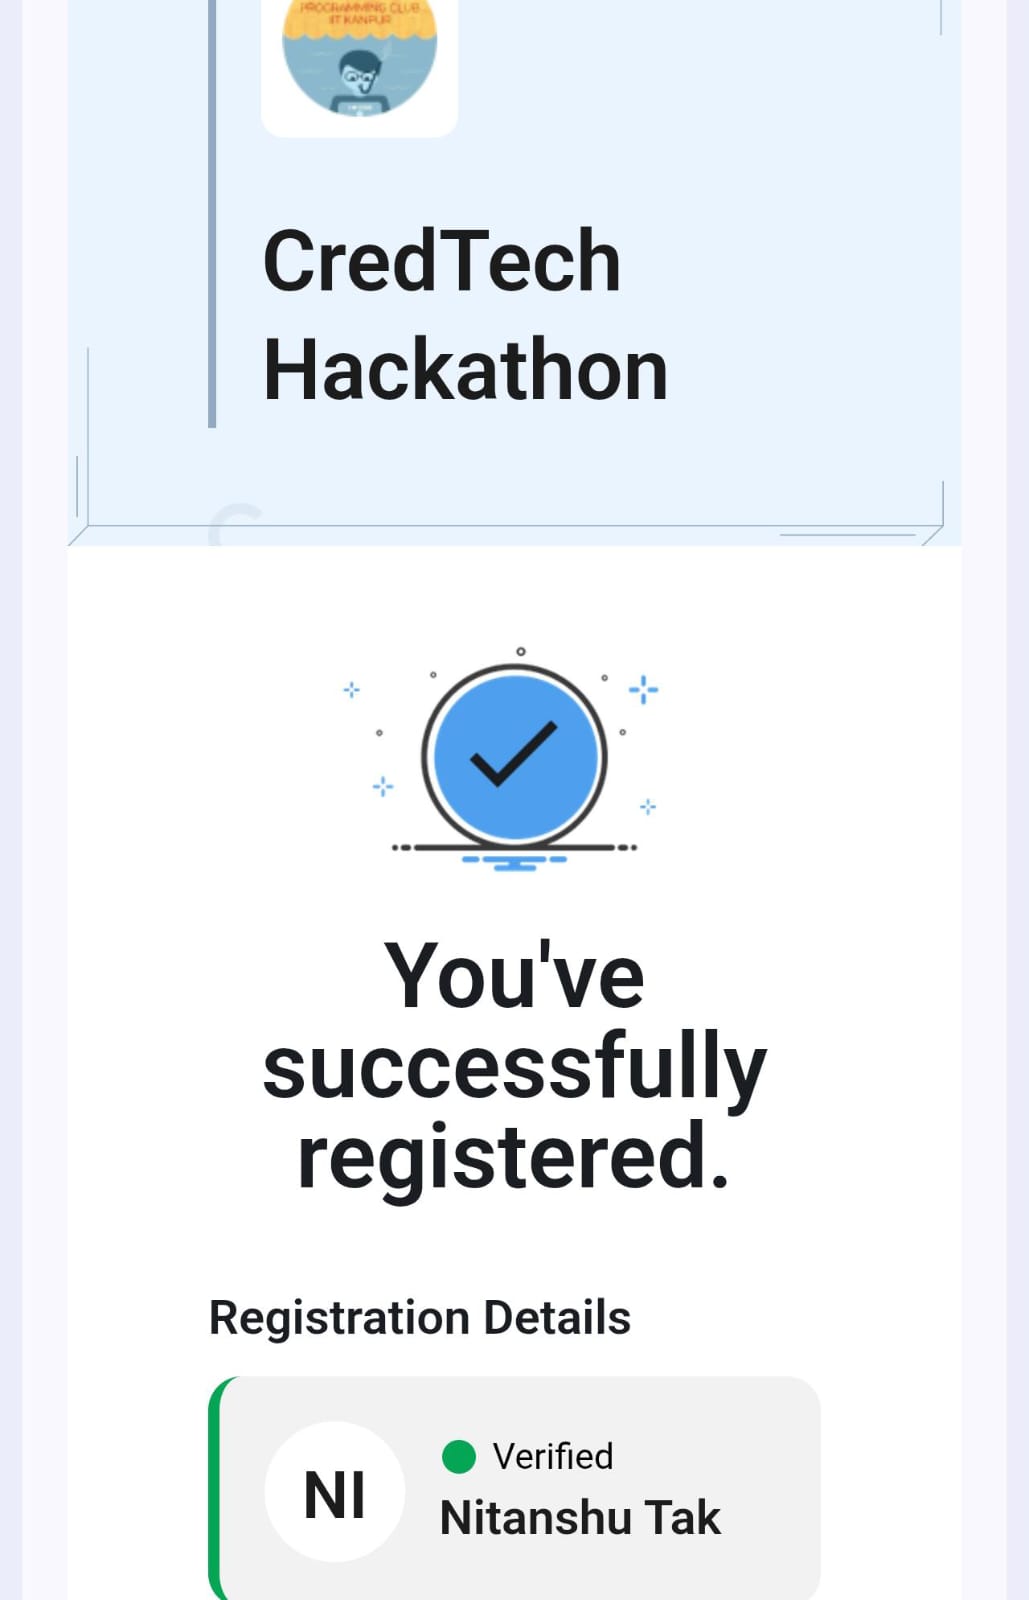 PROGRAMMING CLUB
IIT KANPUR
CredTech
Hackathon
You've
successfully
registered.
Registration Details
NI
Verified
Nitanshu Tak